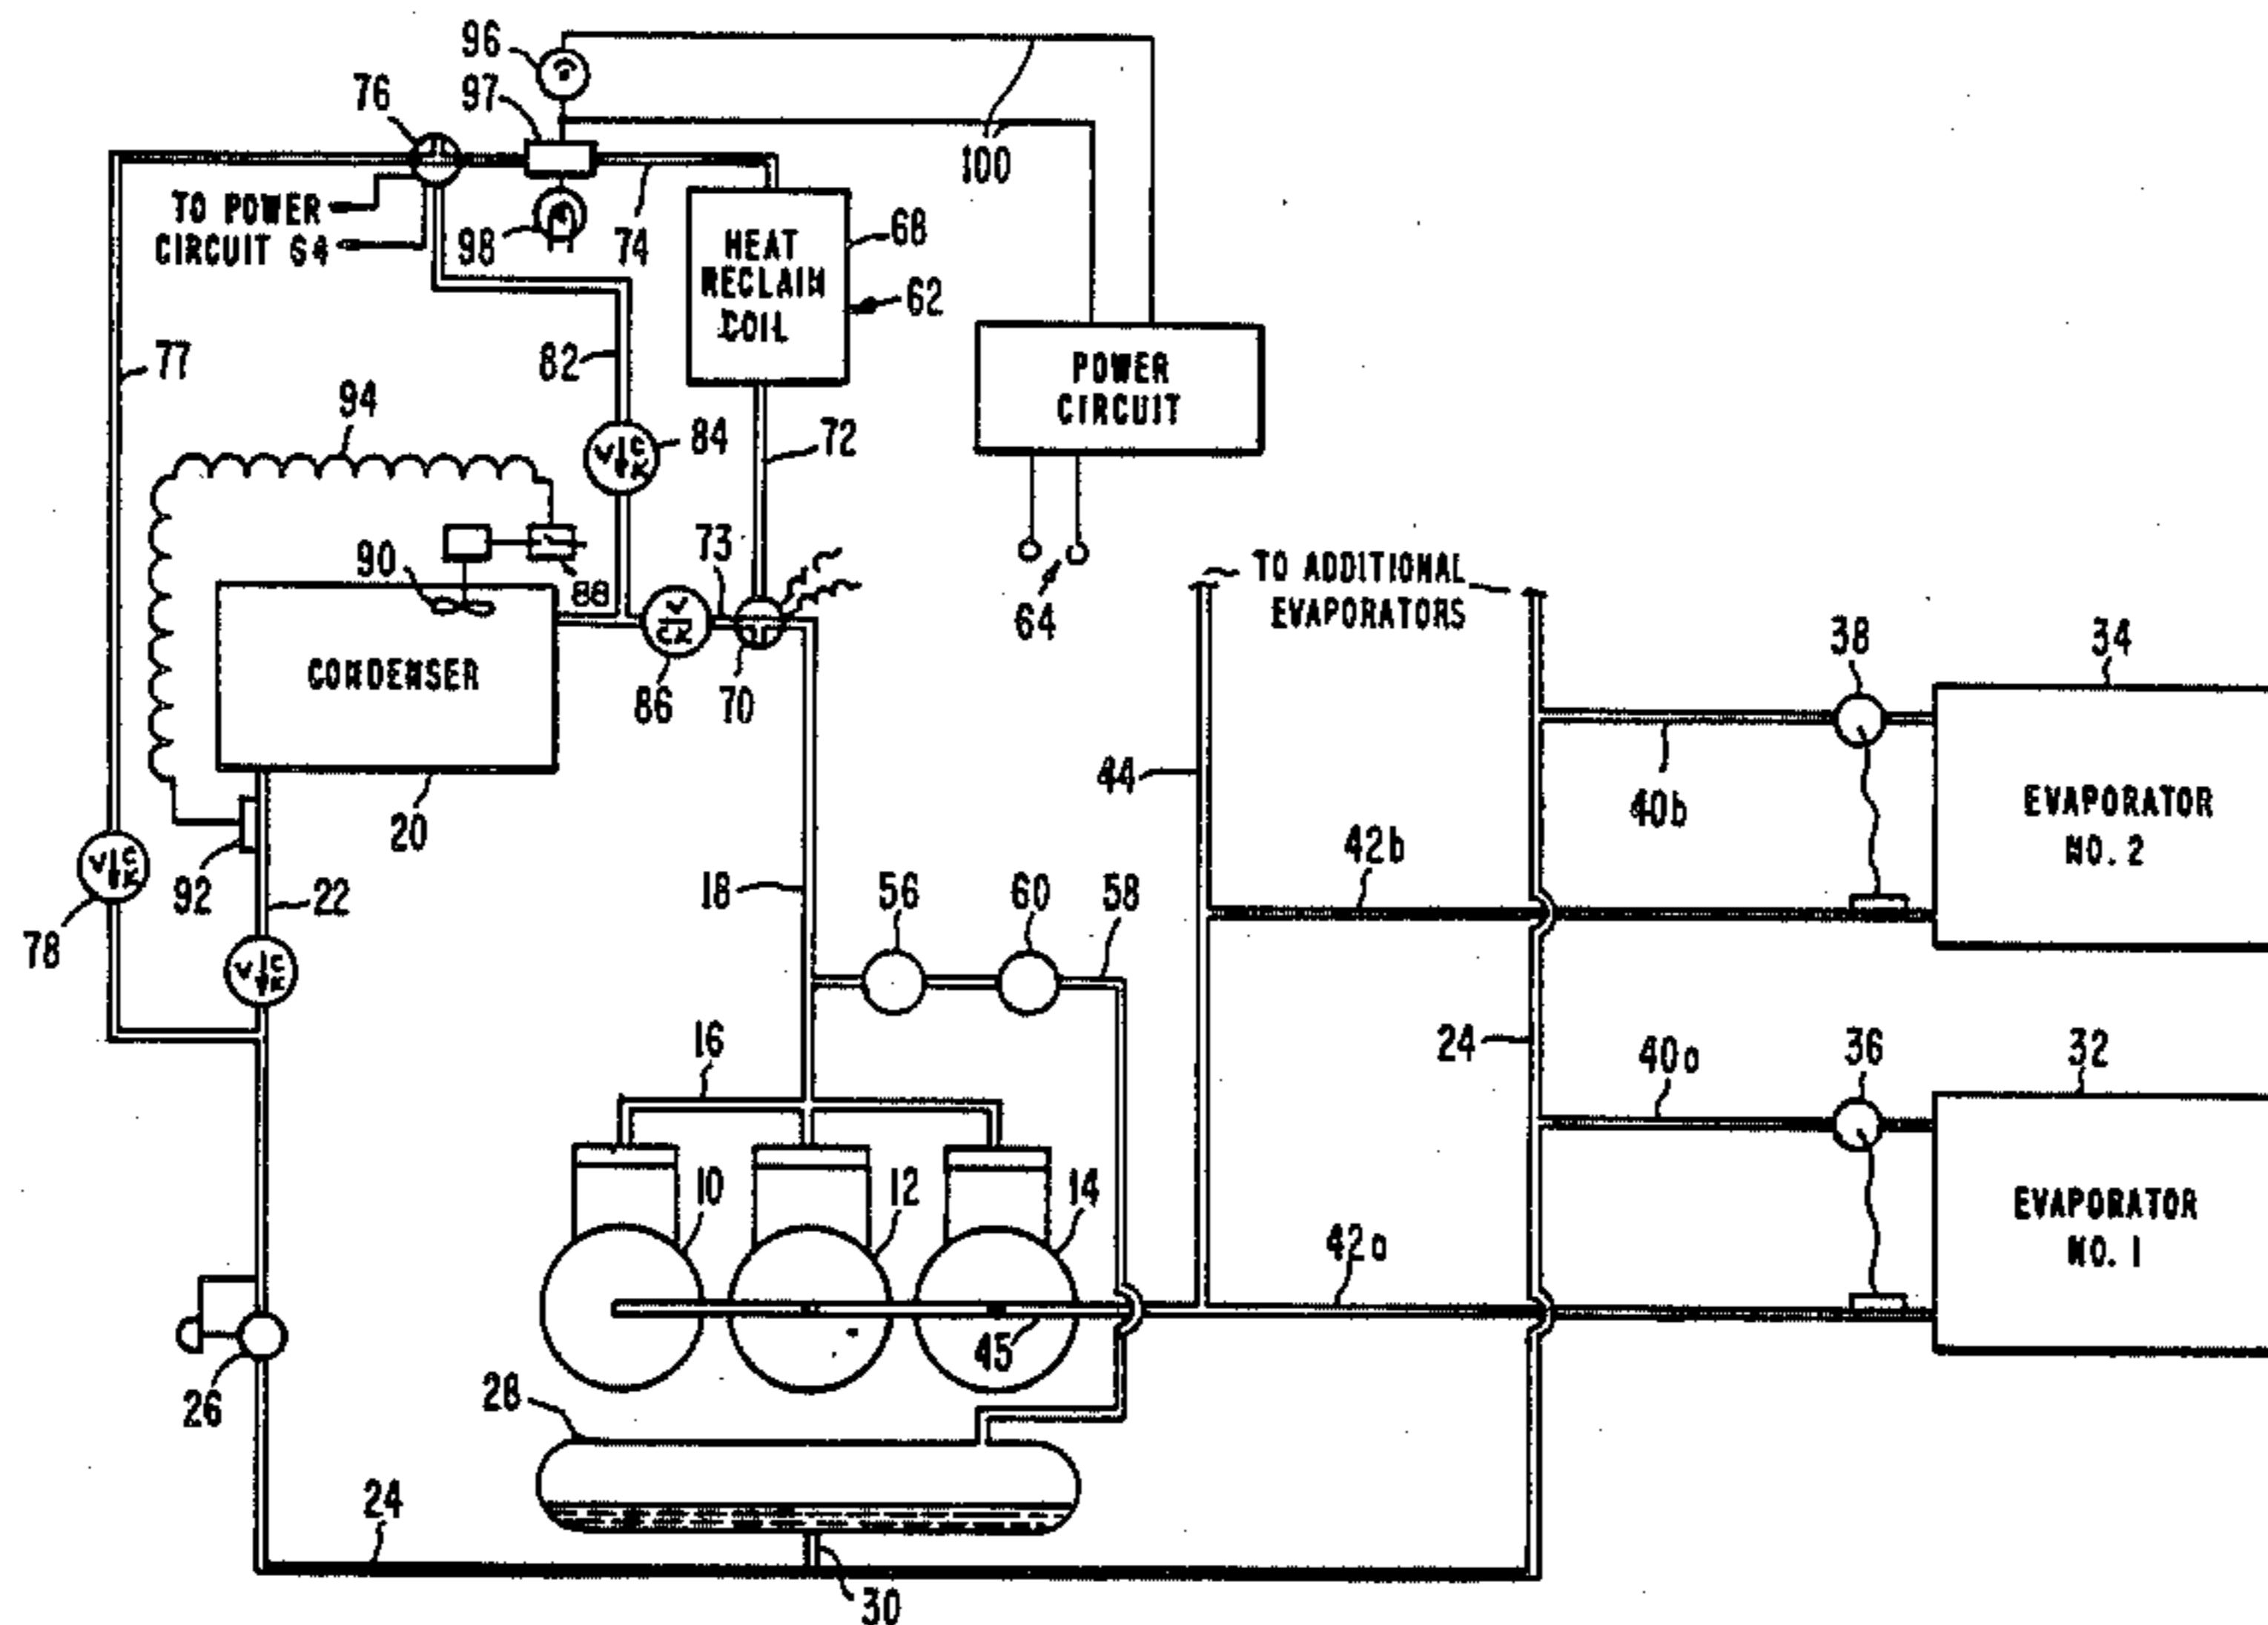 96
76
97
100
TO POWER
CIRCUIT 64
98
74
HEAT
RECLAIM
COIL
68
62
77
82
POWER
CIRCUIT
94
84
72
V C K
90
88
73
64
TO ADDITIONAL
EVAPORATORS
38
34
CONDENSER
V CK
86
70
44
40b
EVATORATOR
NO. 2
20
V C K
78
92
22
18
56
60
58
42b
V C K
24
40a
36
32
16
10
12
14
42a
EVAPORATOR
NO. 1
45
26
28
24
30